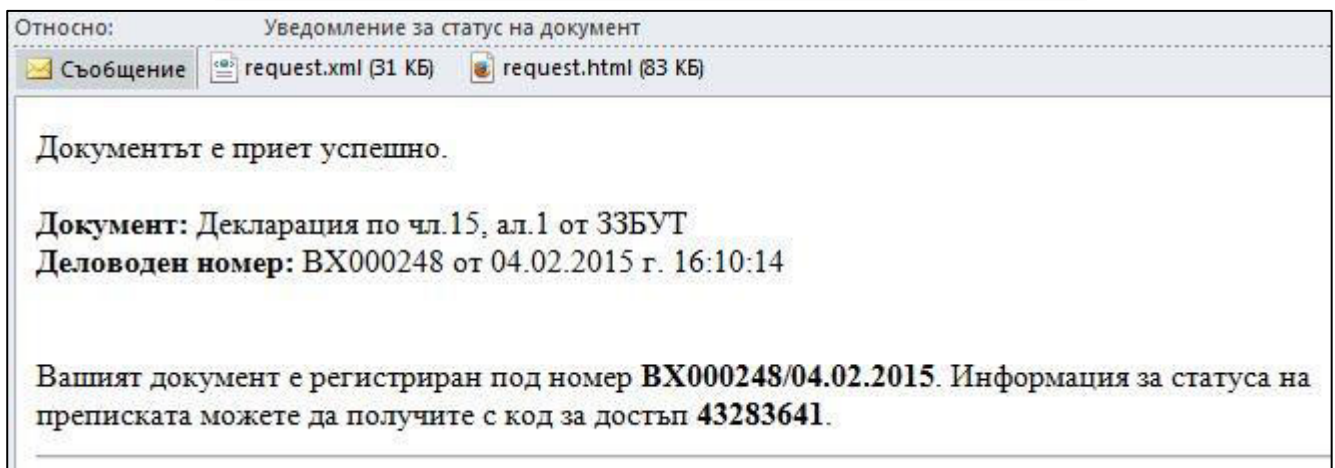 Относно: Уведомление за статус на документ
Съобщение request.xml (31 КБ) request.html (83 КБ)
Документът е приет успешно.
Документ: Декларация по чл.15, ал.1 от ЗЗБУТ
Деловоден номер: ВХ000248 от 04.02.2015 г. 16:10:14
Вашият документ е регистриран под номер ВХ000248/04.02.2015. Информация за статуса на
преписката можете да получите с код за достъп 43283641.